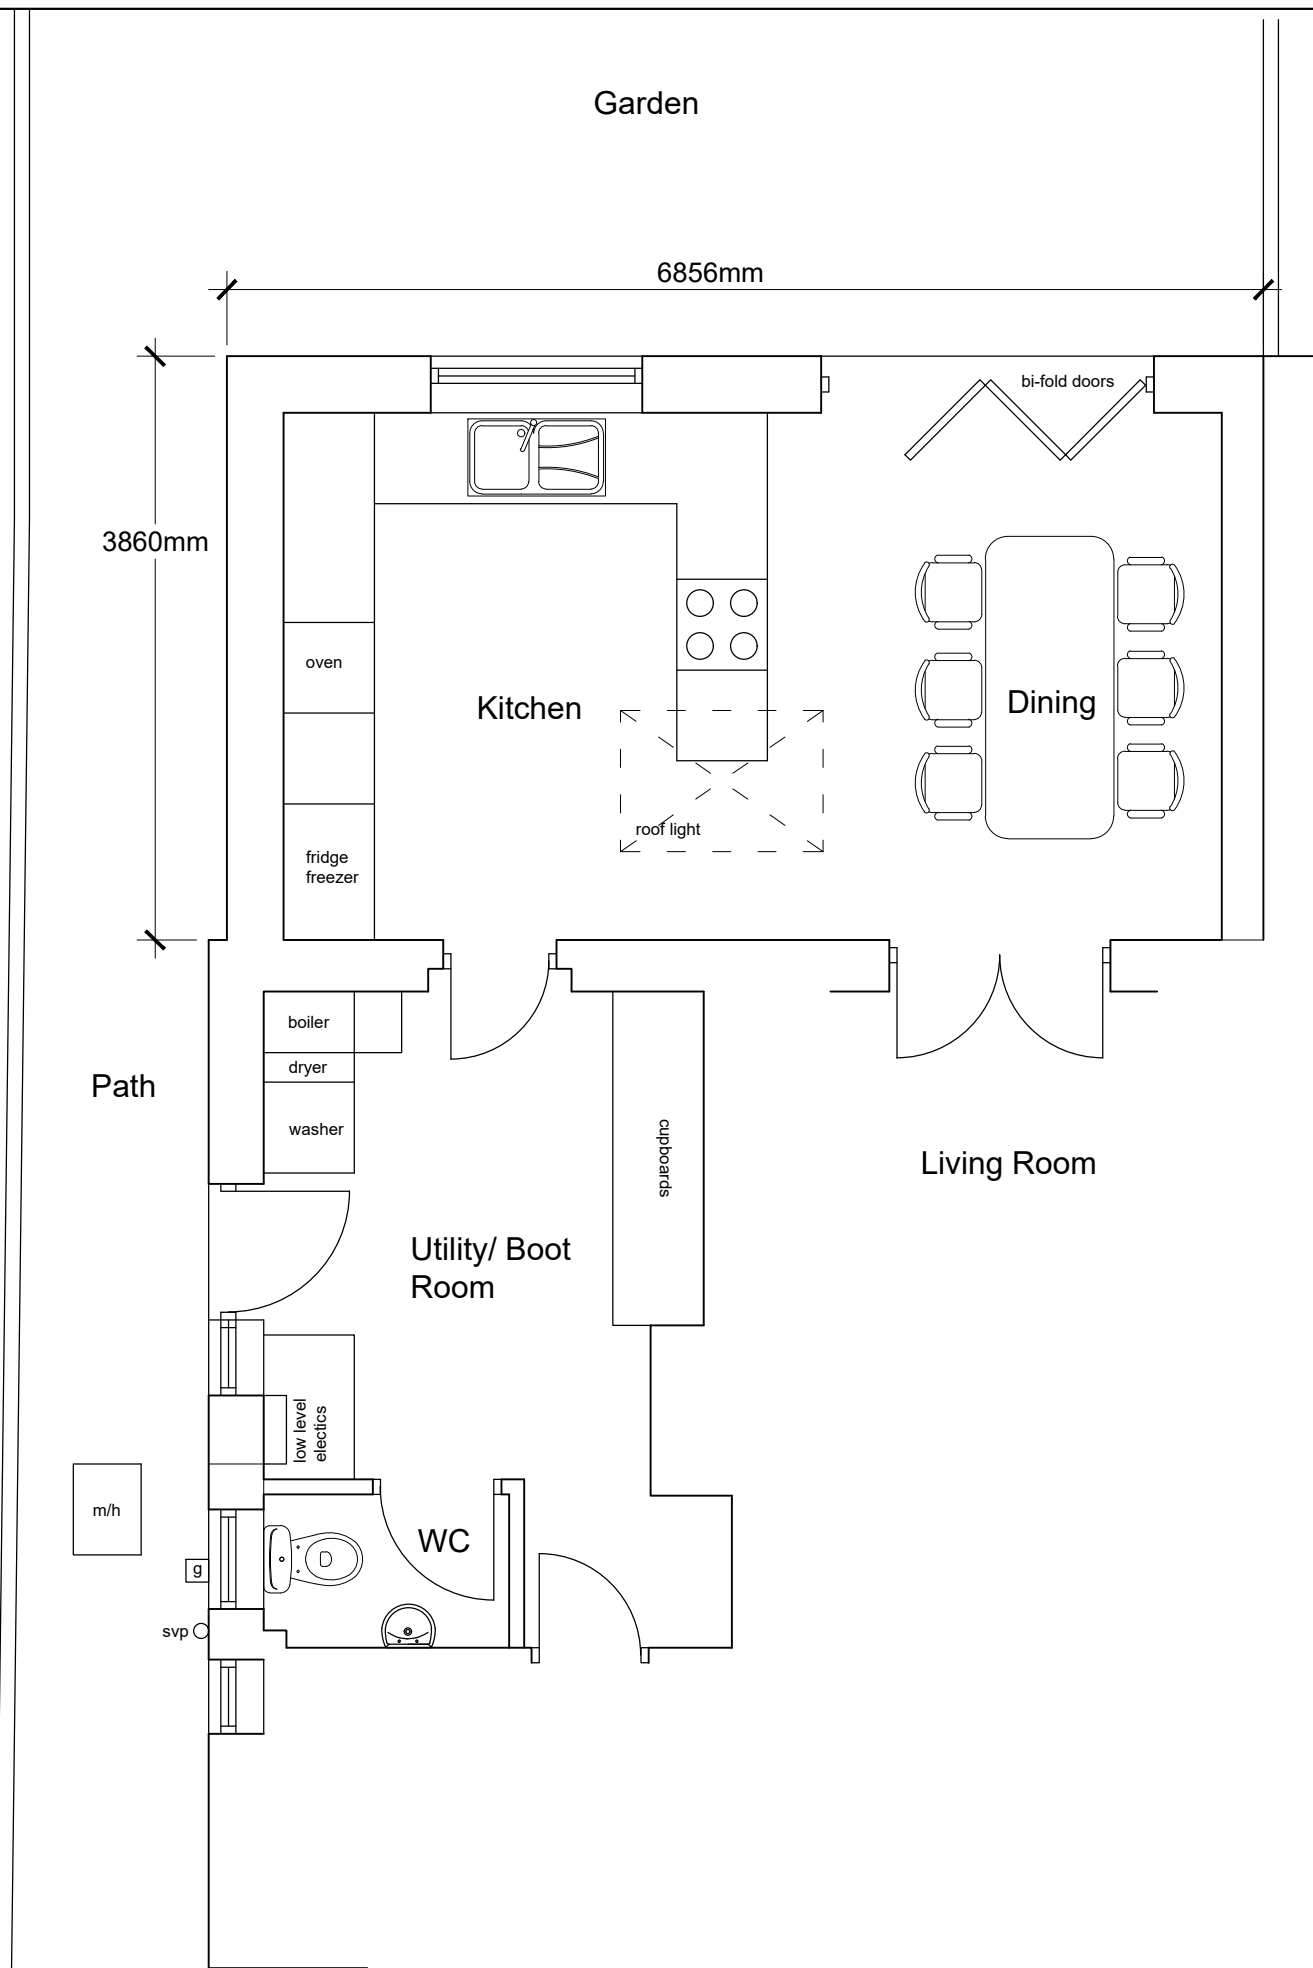 Garden
6856mm
bi-fold doors
3860mm
oven
Kitchen
Dining
roof light
fridge
freezer
boiler
dryer
washer
Path
cupboards
Living Room
Utility/ Boot
Room
low level
electics
m/h
WC
g
svp